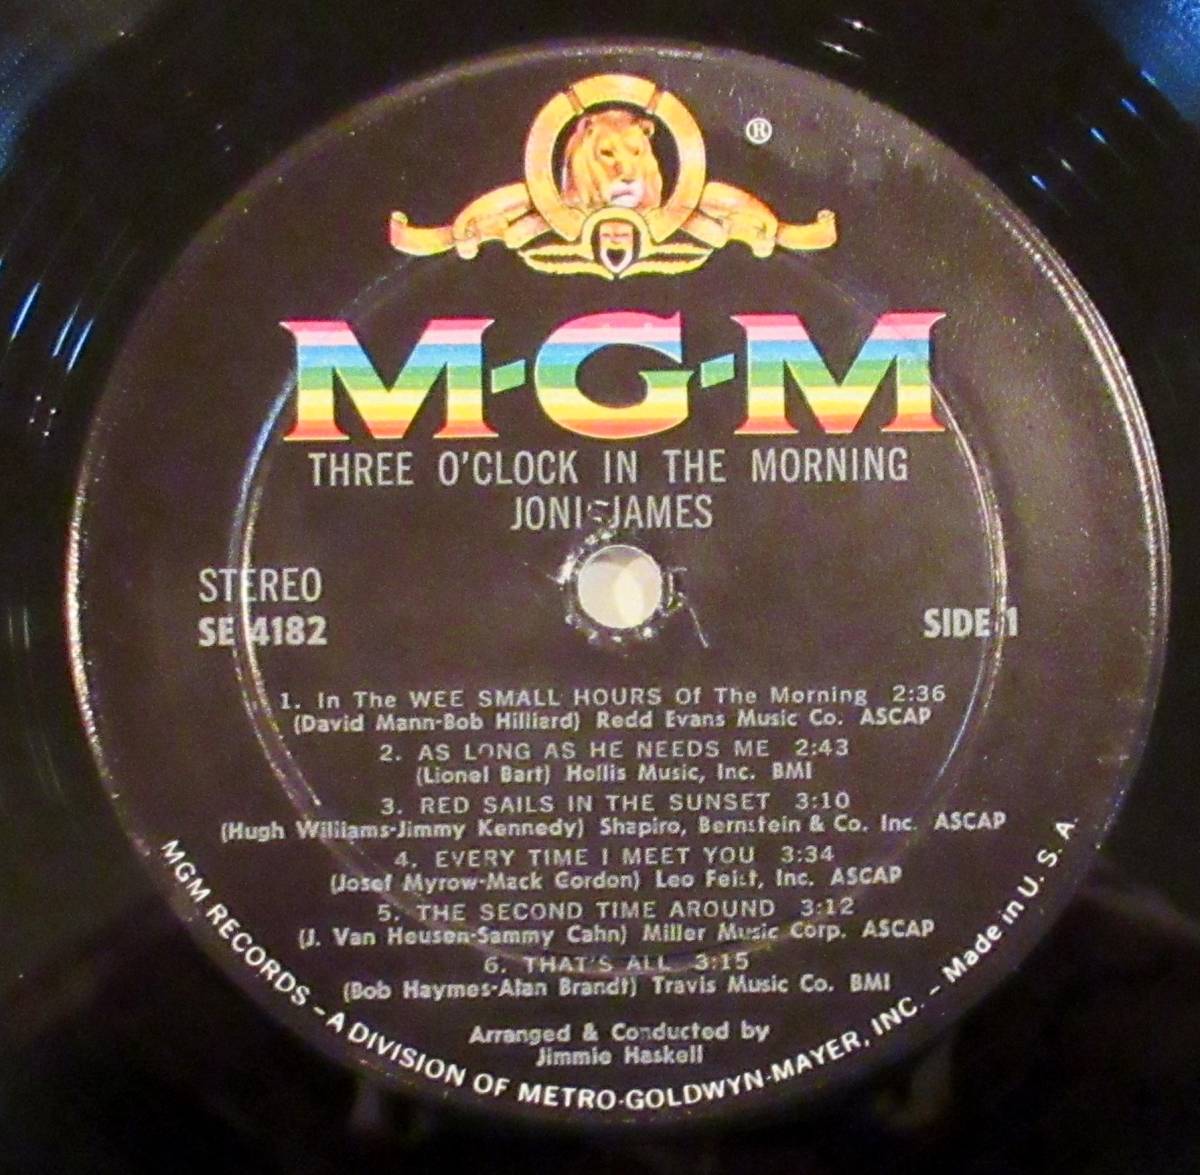 ®
M-G-M
THREE O'CLOCK IN THE MORNING
JONI JAMES
STEREO
SE 4182
SIDE 1
1. In The WEE SMALL HOURS Of The Morning 2:36
(David Mann-Bob Hilliard) Redd Evans Music Co. ASCAP
2. AS LONG AS HE NEEDS ME 2:43
(Lionel Bart) Hollis Music, Inc. BMI
3. RED SAILS IN THE SUNSET 3:10
(Hugh Williams-Jimmy Kennedy) Shapiro, Bernstein & Co. Inc. ASCAP
4. EVERY TIME I MEET YOU 3:34
(Josef Myrow-Mack Gordon) Leo Feist, Inc. ASCAP
5. THE SECOND TIME AROUND 3:12
(J. Van Heusen-Sammy Cahn) Miller Music Corp. ASCAP
6. THAT'S ALL 3:15
(Bob Haymes-Alan Brandt) Travis Music Co. BMI
Arranged & Conducted by
Jimmie Haskell
MGM RECORDS – A DIVISION OF METRO-GOLDWYN-MAYER, INC. – Made in U. S. A.